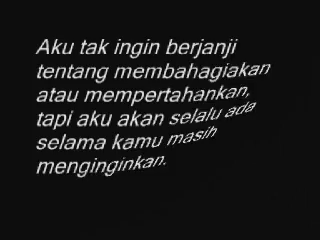 Aku tak ingin berjanji
tentang membahagiakan
atau mempertahankan,
tapi aku akan selalu ada
selama kamu masih
menginginkan.